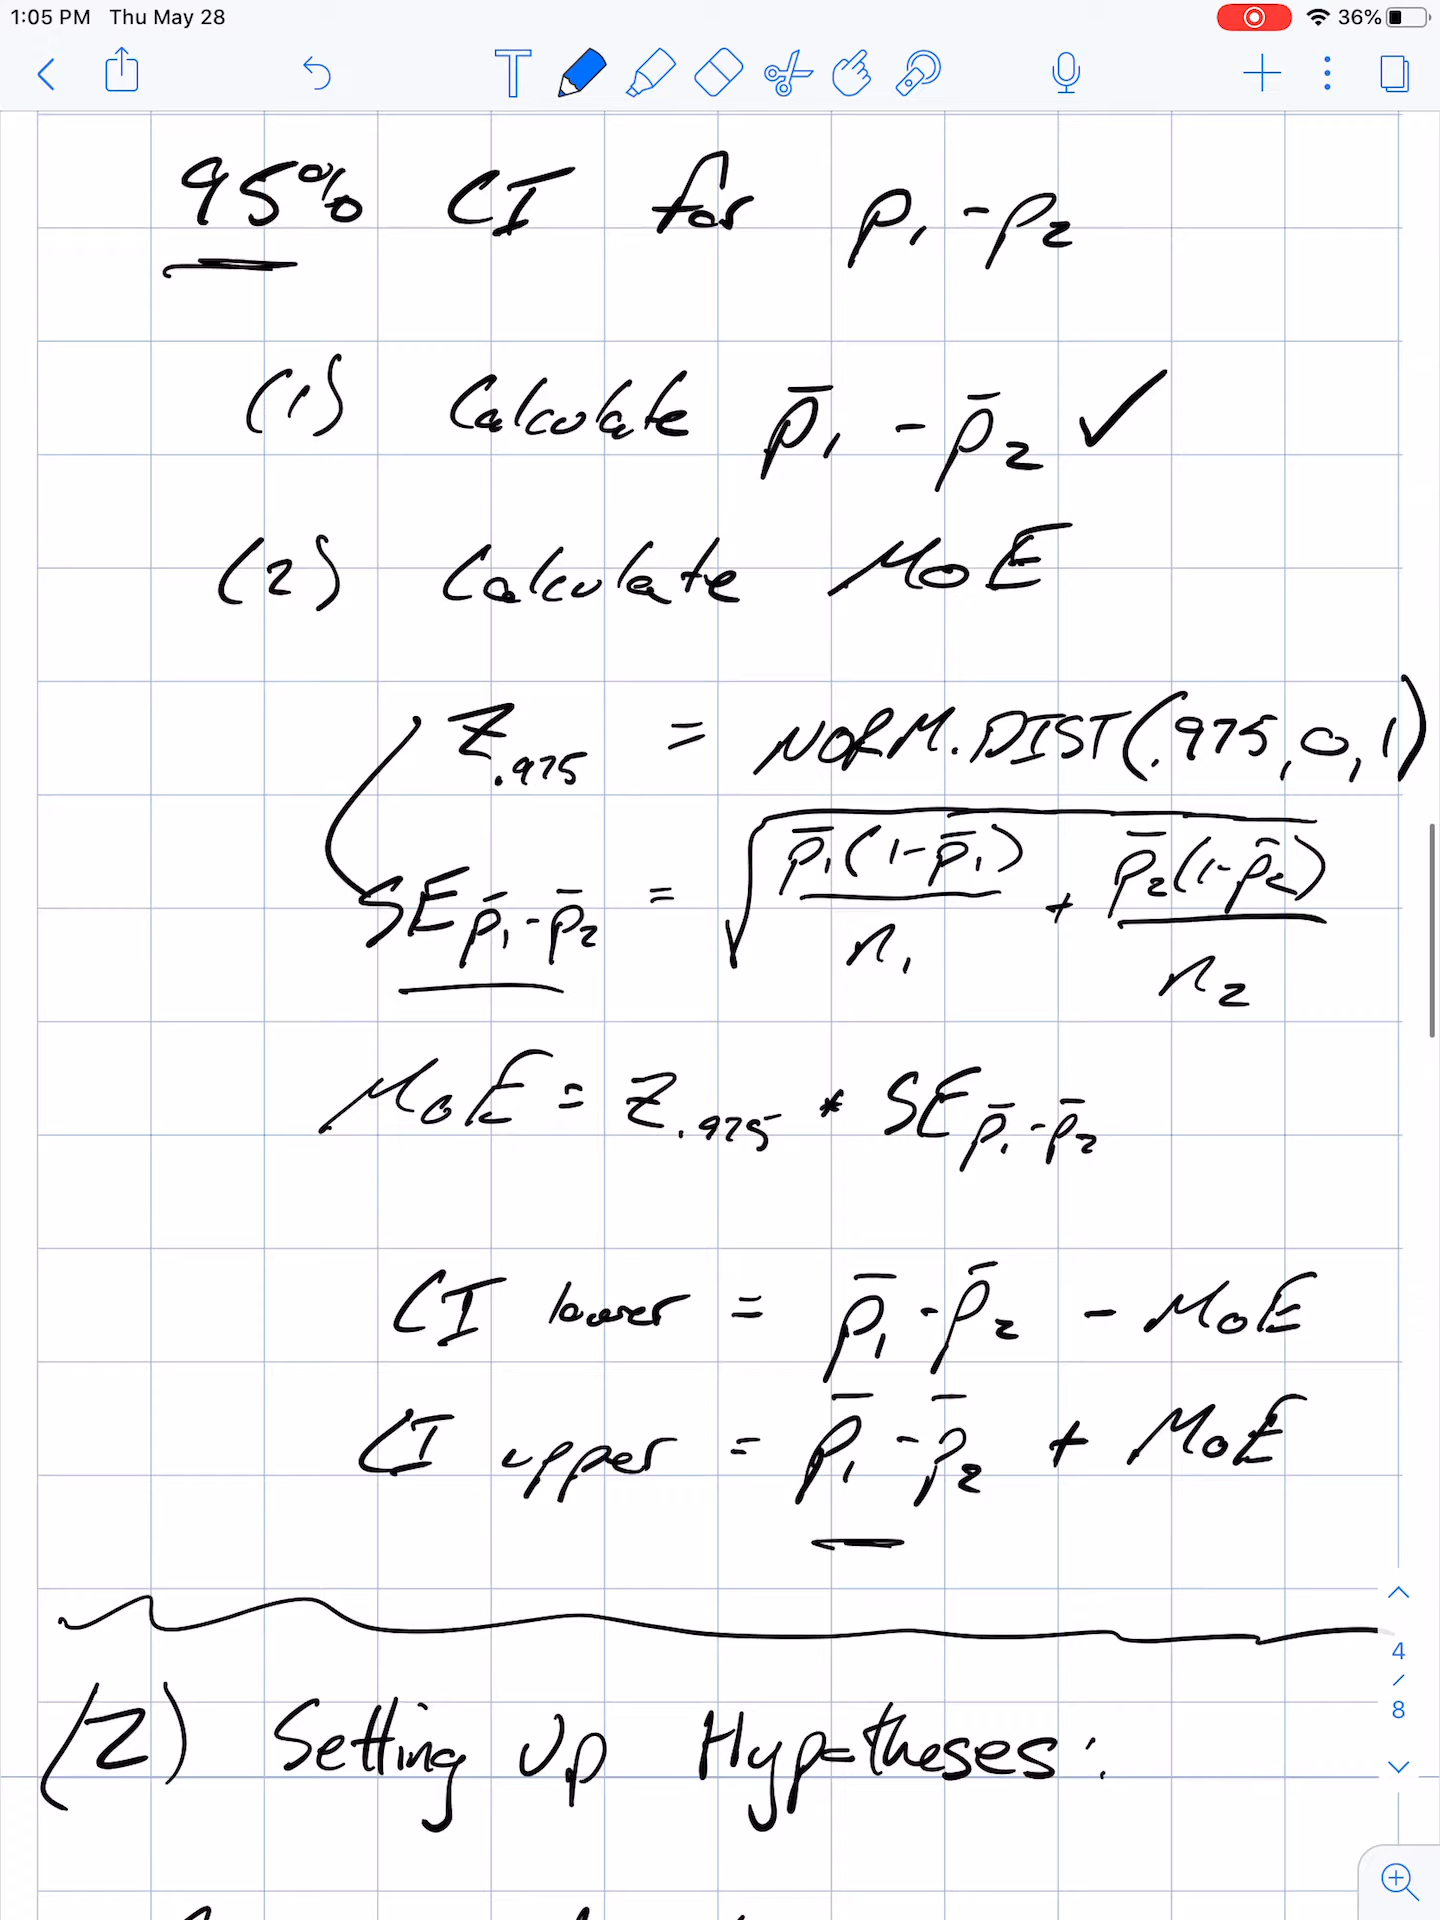 1:05 PM Thu May 28 36%
95% CI for p₁ - p₂
(1) Calculate p̄₁ - p̄₂ ✓
(2) Calculate MoE
Z.975 = NORM.DIST(.975,0,1)
SE p̄₁-p̄₂ = √( p̄₁(1-p̄₁)/n₁ + p̄₂(1-p̄₂)/n₂ )
MoE = Z.975 * SE p̄₁-p̄₂
CI lower = p̄₁ - p̄₂ - MoE
CI upper = p̄₁ - p̄₂ + MoE
4
/
8
(2) Setting Up Hypotheses: